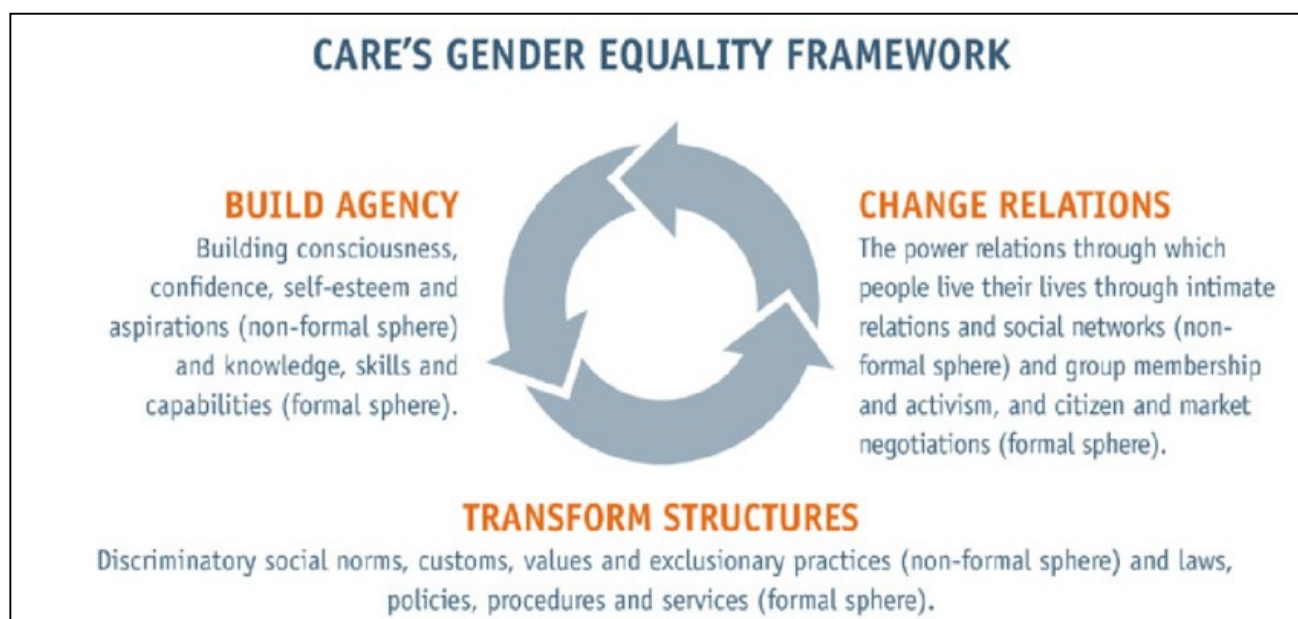 CARE'S GENDER EQUALITY FRAMEWORK
BUILD AGENCY
Building consciousness,
confidence, self-esteem and
aspirations (non-formal sphere)
and knowledge, skills and
capabilities (formal sphere).
CHANGE RELATIONS
The power relations through which
people live their lives through intimate
relations and social networks (non-
formal sphere) and group membership
and activism, and citizen and market
negotiations (formal sphere).
TRANSFORM STRUCTURES
Discriminatory social norms, customs, values and exclusionary practices (non-formal sphere) and laws,
policies, procedures and services (formal sphere).